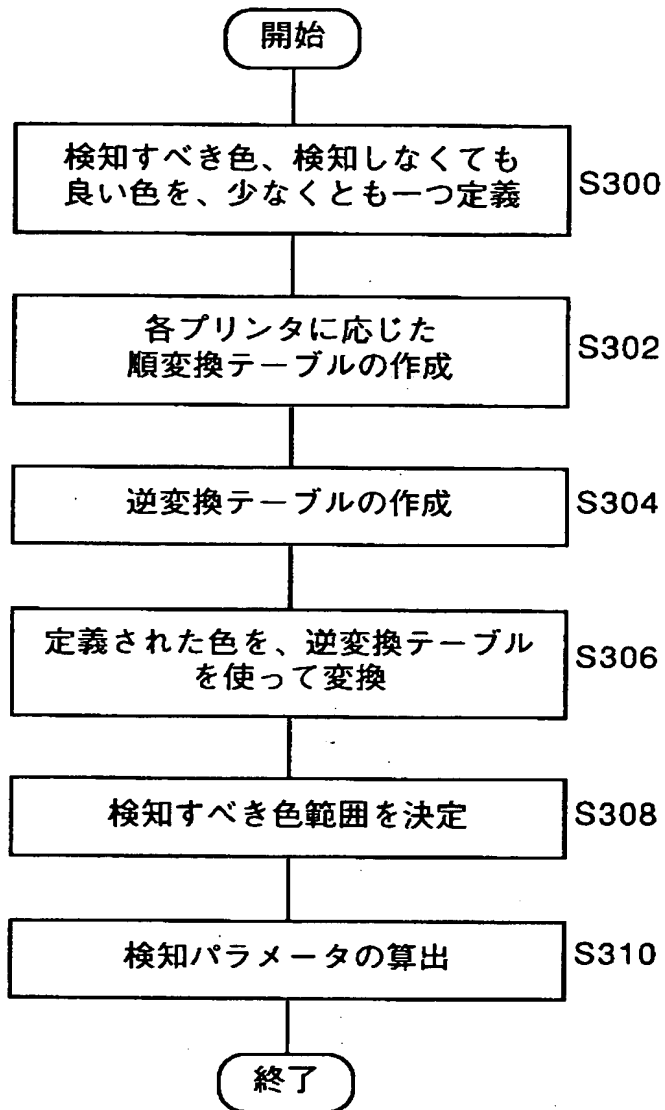 開始
検知すべき色、検知しなくても
良い色を、少なくとも一つ定義
S300
各プリンタに応じた
順変換テーブルの作成
S302
逆変換テーブルの作成
S304
定義された色を、逆変換テーブル
を使って変換
S306
検知すべき色範囲を決定
S308
検知パラメータの算出
S310
終了